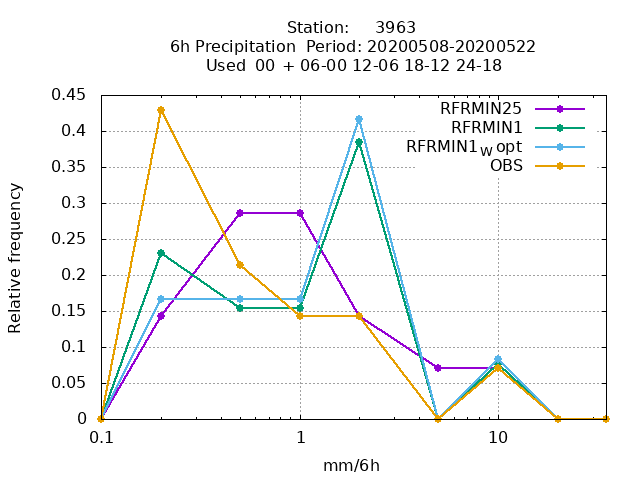 Station:     3963
6h Precipitation  Period: 20200508-20200522
Used  00  + 06-00 12-06 18-12 24-18
RFRMIN25
RFRMIN1
RFRMIN1W opt
OBS
Relative frequency
0.45
0.4
0.35
0.3
0.25
0.2
0.15
0.1
0.05
0
0.1 1 10
mm/6h